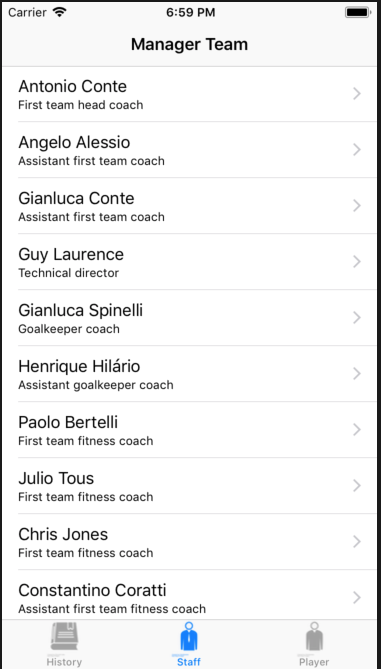 Carrier 6:59 PM
Manager Team
Antonio Conte
First team head coach
Angelo Alessio
Assistant first team coach
Gianluca Conte
Assistant first team coach
Guy Laurence
Technical director
Gianluca Spinelli
Goalkeeper coach
Henrique Hilário
Assistant goalkeeper coach
Paolo Bertelli
First team fitness coach
Julio Tous
First team fitness coach
Chris Jones
First team fitness coach
Constantino Coratti
Assistant first team fitness coach
History Staff Player